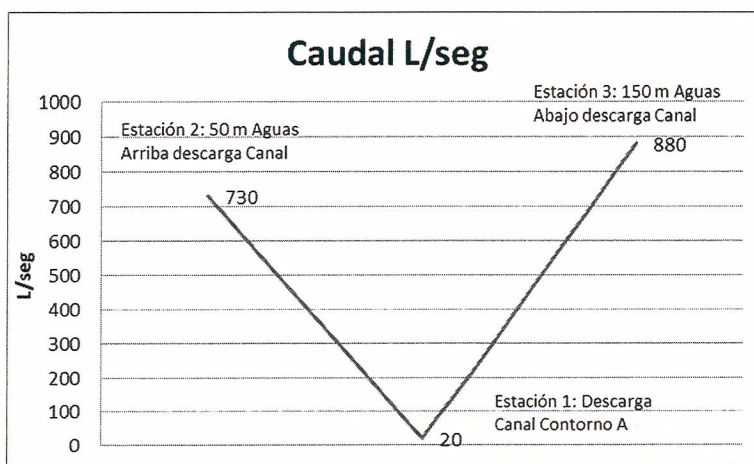 Caudal L/seg
Estación 3: 150 m Aguas
Abajo descarga Canal
Estación 2: 50 m Aguas
Arriba descarga Canal
1000
900
800
700
600
500
400
300
200
100
0
L/seg
730
880
20
Estación 1: Descarga
Canal Contorno A